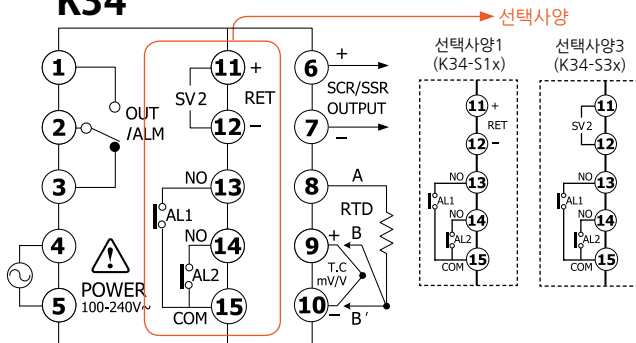 K34
선택사양
1
2
3
4
5
OUT
/ALM
POWER
100-240V~
11 +
SV2
RET
12 −
NO 13
AL1
NO 14
AL2
COM 15
6 +
SCR/SSR
OUTPUT
7 −
8 A
RTD
9 + B
T.C
mV/V
10 − B'
선택사양1
(K34-S1x)
11 +
RET
12 −
NO 13
AL1
NO 14
AL2
COM 15
선택사양3
(K34-S3x)
11
SV2
12
NO 13
AL1
NO 14
AL2
COM 15